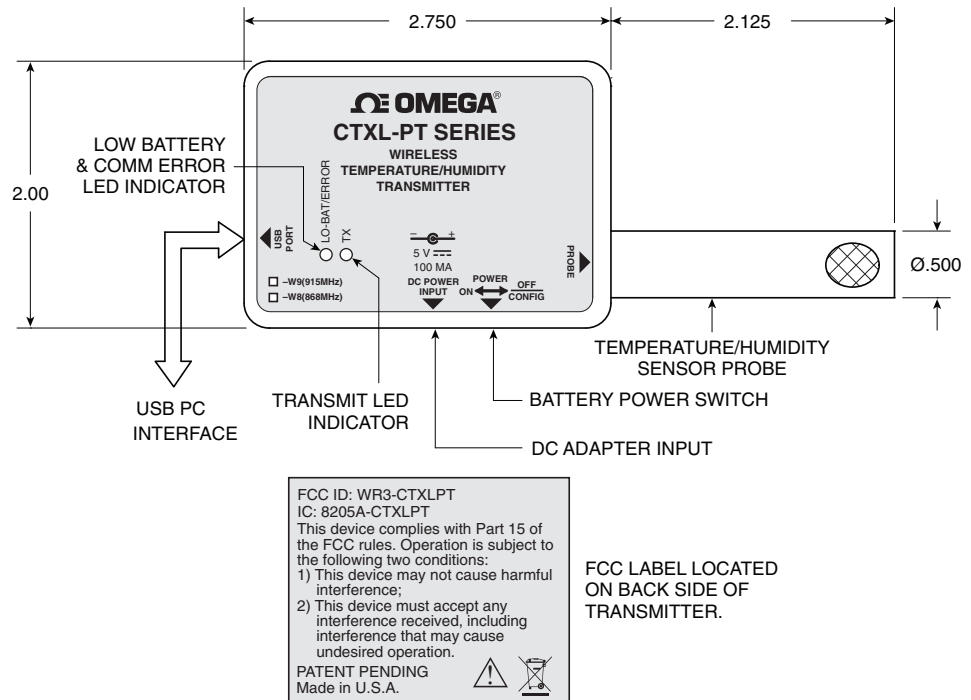 2.750
2.125
2.00
OMEGA®
CTXL-PT SERIES
WIRELESS
TEMPERATURE/HUMIDITY
TRANSMITTER
LOW BATTERY
& COMM ERROR
LED INDICATOR
USB
PORT
LO-BAT/ERROR
TX
– +
5 V
100 MA
DC POWER
INPUT
POWER
ON
OFF
CONFIG
PROBE
–W9(915MHz)
–W8(868MHz)
Ø.500
TEMPERATURE/HUMIDITY
SENSOR PROBE
USB PC
INTERFACE
TRANSMIT LED
INDICATOR
BATTERY POWER SWITCH
DC ADAPTER INPUT
FCC ID: WR3-CTXLPT
IC: 8205A-CTXLPT
This device complies with Part 15 of
the FCC rules. Operation is subject to
the following two conditions:
1) This device may not cause harmful
interference;
2) This device must accept any
interference received, including
interference that may cause
undesired operation.
PATENT PENDING
Made in U.S.A.
FCC LABEL LOCATED
ON BACK SIDE OF
TRANSMITTER.